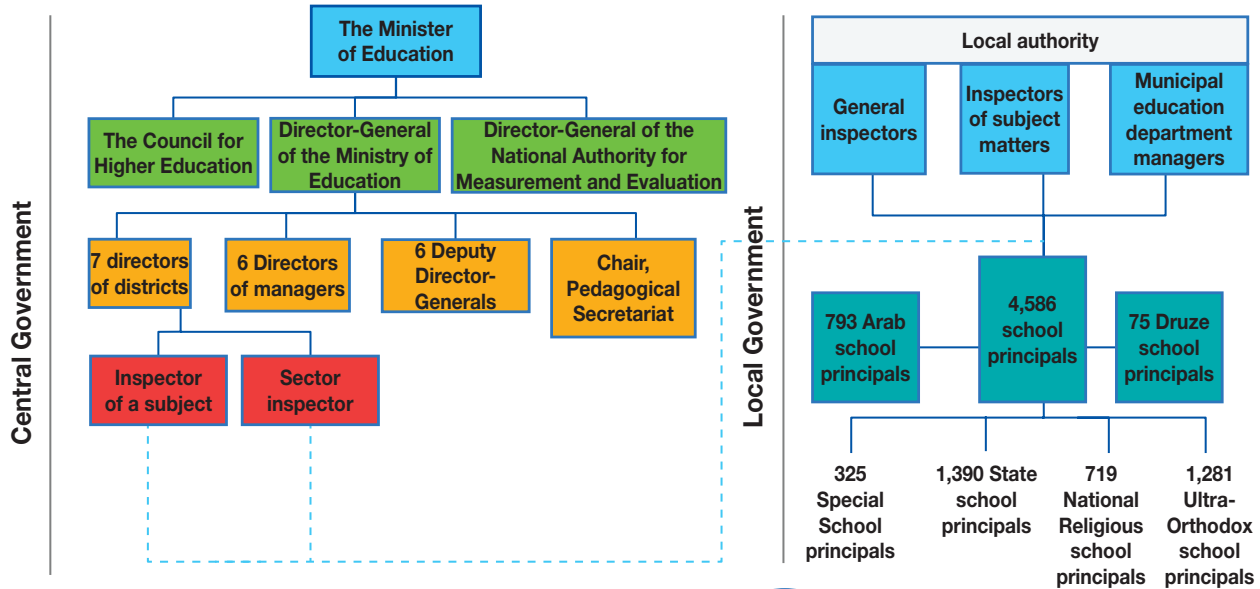 Central Government
The Minister
of Education
The Council for
Higher Education
Director-General
of the Ministry of
Education
Director-General of the
National Authority for
Measurement and Evaluation
7 directors
of districts
6 Directors
of managers
6 Deputy
Director-
Generals
Chair,
Pedagogical
Secretariat
Inspector
of a subject
Sector
inspector
Local Government
Local authority
General
inspectors
Inspectors
of subject
matters
Municipal
education
department
managers
793 Arab
school
principals
4,586
school
principals
75 Druze
school
principals
325
Special
School
principals
1,390 State
school
principals
719
National
Religious
school
principals
1,281
Ultra-
Orthodox
school
principals